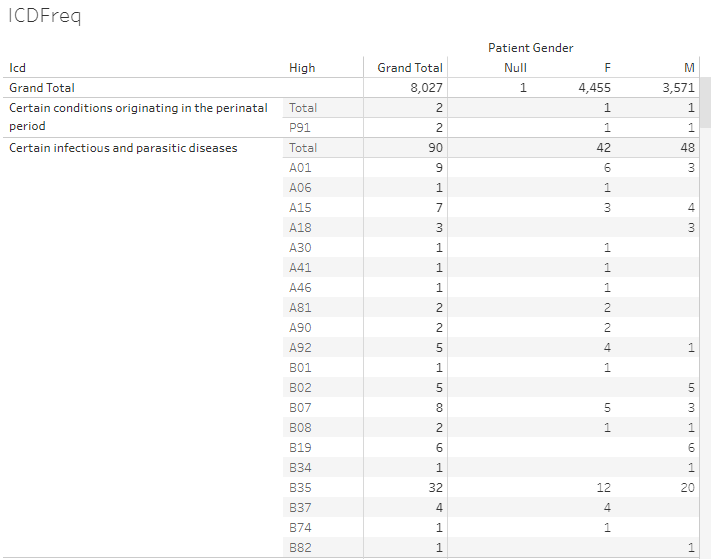 ICDFreq
Patient Gender
Icd High Grand Total Null F M
Grand Total 8,027 1 4,455 3,571
Certain conditions originating in the perinatal period Total 2 1 1
P91 2 1 1
Certain infectious and parasitic diseases Total 90 42 48
A01 9 6 3
A06 1 1
A15 7 3 4
A18 3 3
A30 1 1
A41 1 1
A46 1 1
A81 2 2
A90 2 2
A92 5 4 1
B01 1 1
B02 5 5
B07 8 5 3
B08 2 1 1
B19 6 6
B34 1 1
B35 32 12 20
B37 4 4
B74 1 1
B82 1 1